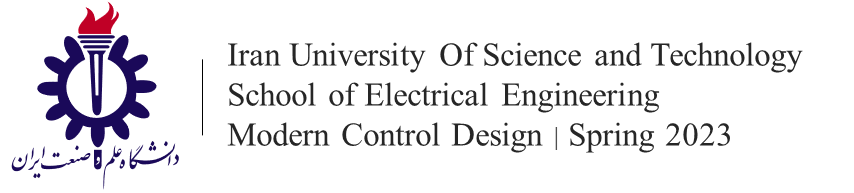 Iran University Of Science and Technology
School of Electrical Engineering
Modern Control Design | Spring 2023
دانشگاه علم و صنعت ایران